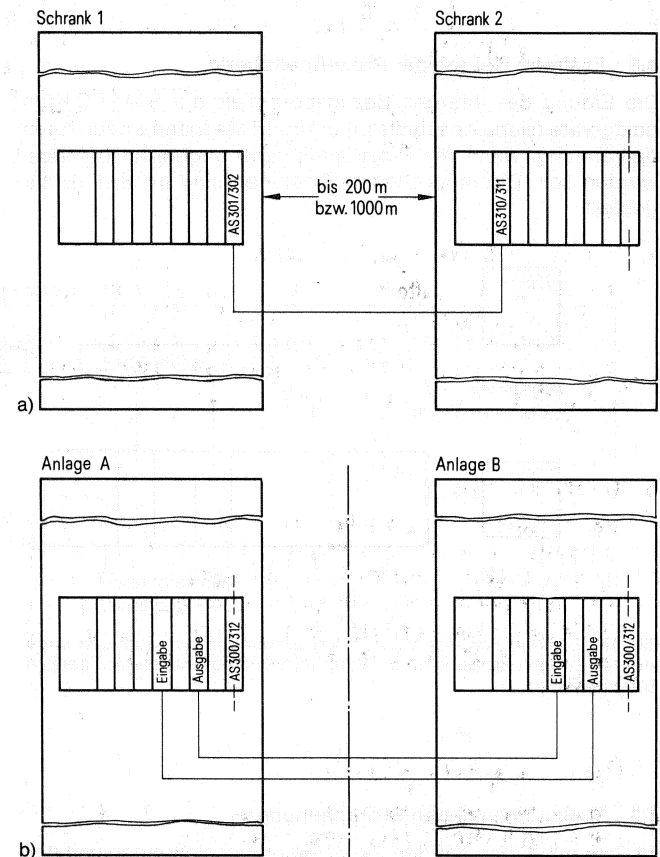 Schrank 1
Schrank 2
AS301/302
bis 200 m
bzw. 1000 m
AS310/311
a)
Anlage A
Anlage B
Eingabe
Ausgabe
AS300/312
Eingabe
Ausgabe
AS300/312
b)